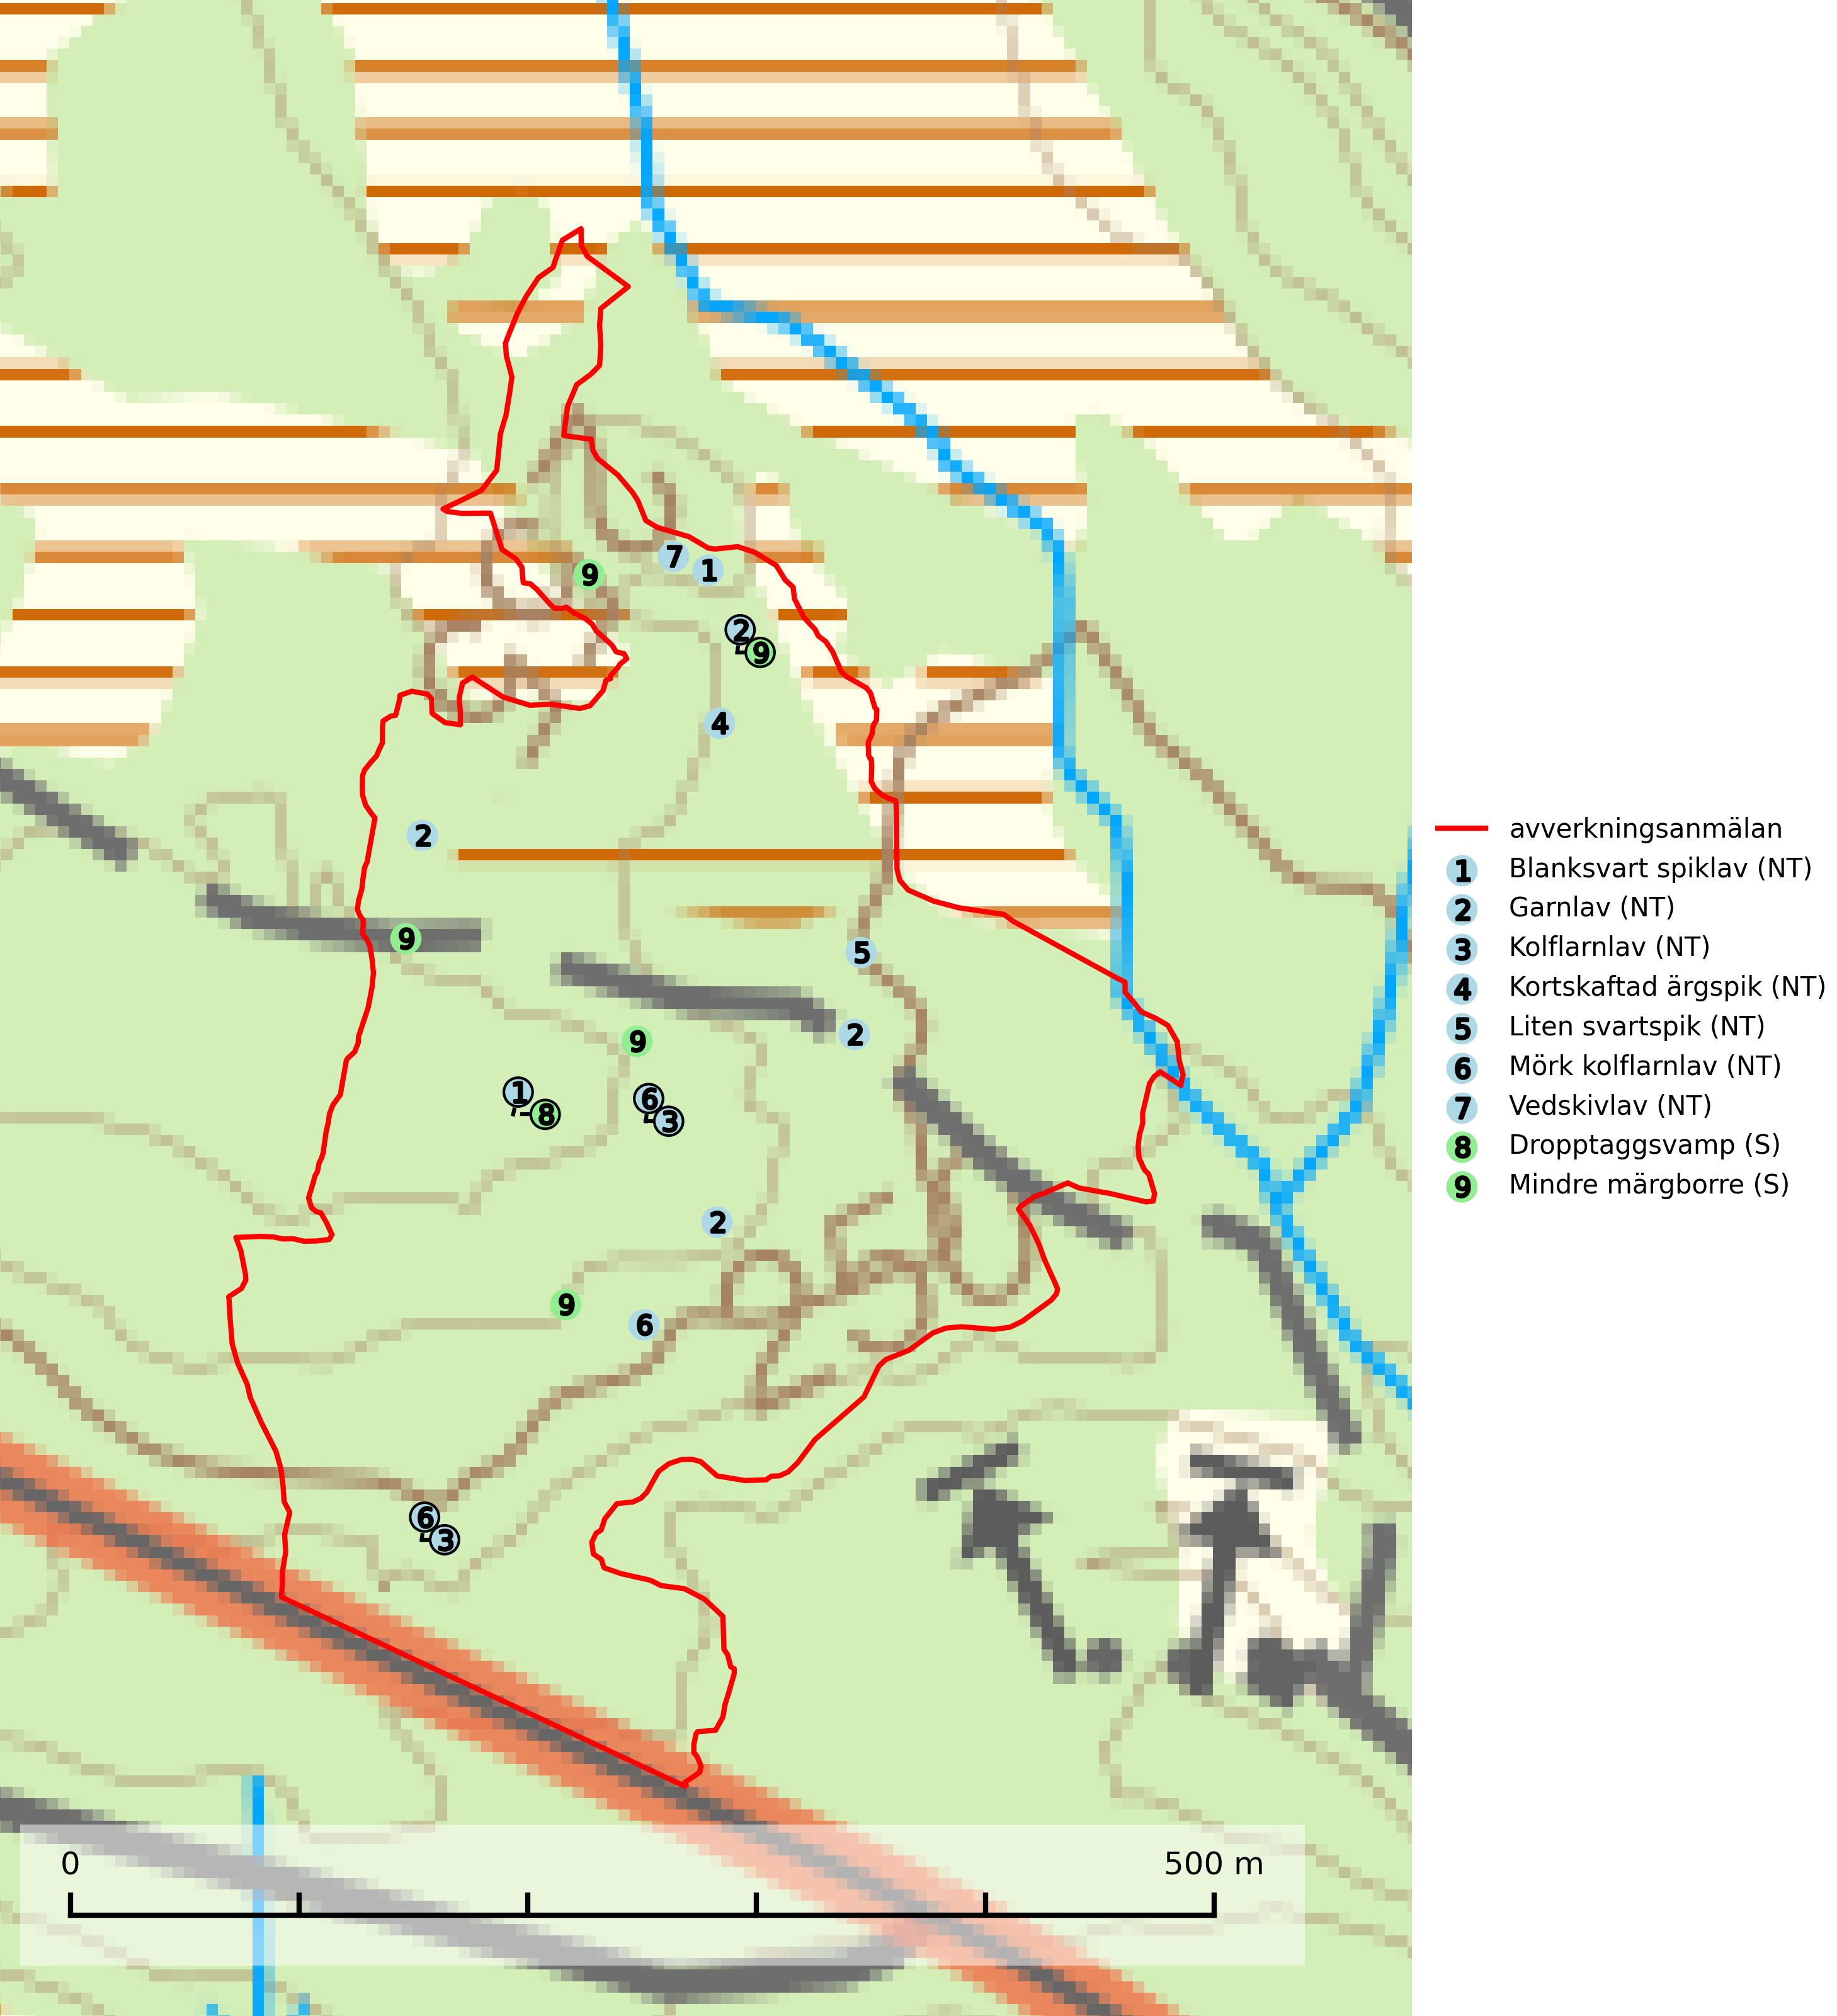 9
7
1
2
9
4
2
9
5
2
9
1
8
6
3
2
9
6
6
3
0
500 m
avverkningsanmälan
1 Blanksvart spiklav (NT)
2 Garnlav (NT)
3 Kolflarnlav (NT)
4 Kortskaftad ärgspik (NT)
5 Liten svartspik (NT)
6 Mörk kolflarnlav (NT)
7 Vedskivlav (NT)
8 Dropptaggsvamp (S)
9 Mindre märgborre (S)